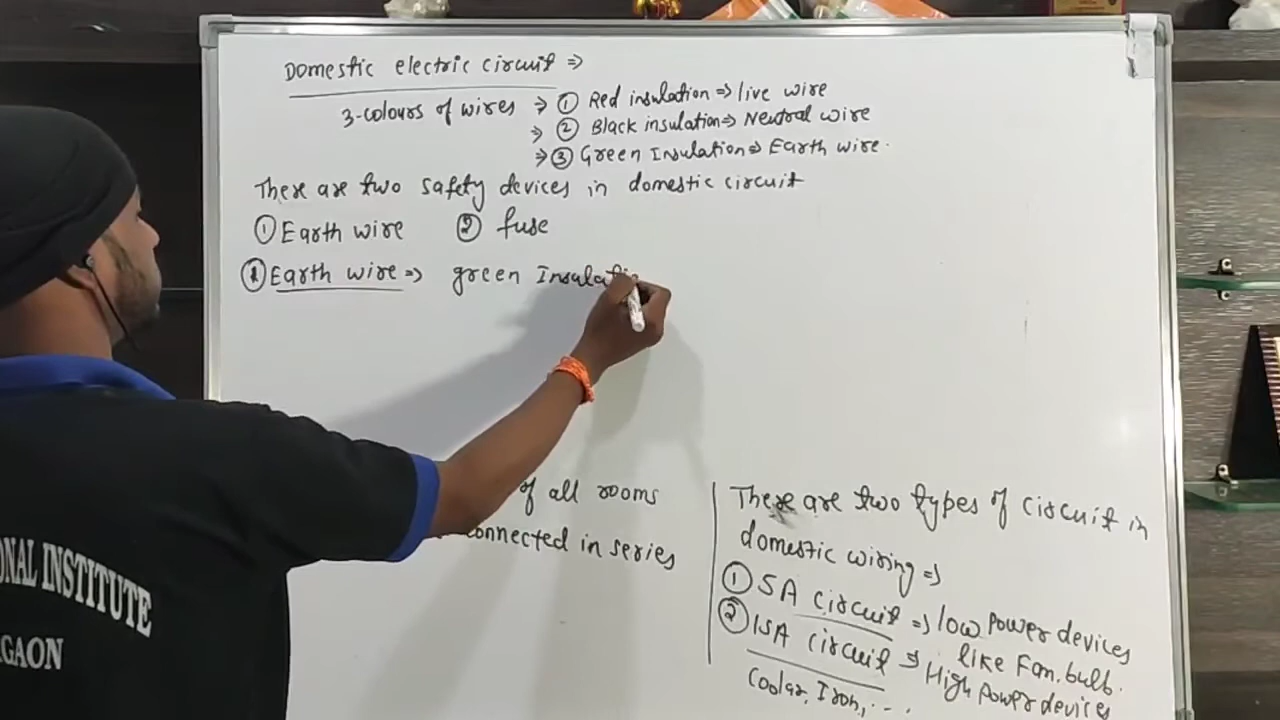 Domestic electric circuit ⇒
3-colours of wires ⇒ ① Red insulation ⇒ live wire
⇒ ② Black insulation ⇒ Neutral wire
⇒ ③ Green Insulation ⇒ Earth wire.
There are two safety devices in domestic circuit
① Earth wire ② fuse
① Earth wire ⇒ green Insulati
of all rooms
connected in series
There are two types of circuit in
domestic wiring ⇒
① 5A circuit ⇒ low power devices
like Fan, bulb.
② 15A circuit ⇒ High power devices
Coolar, Iron, ...
ONAL INSTITUTE
GAON